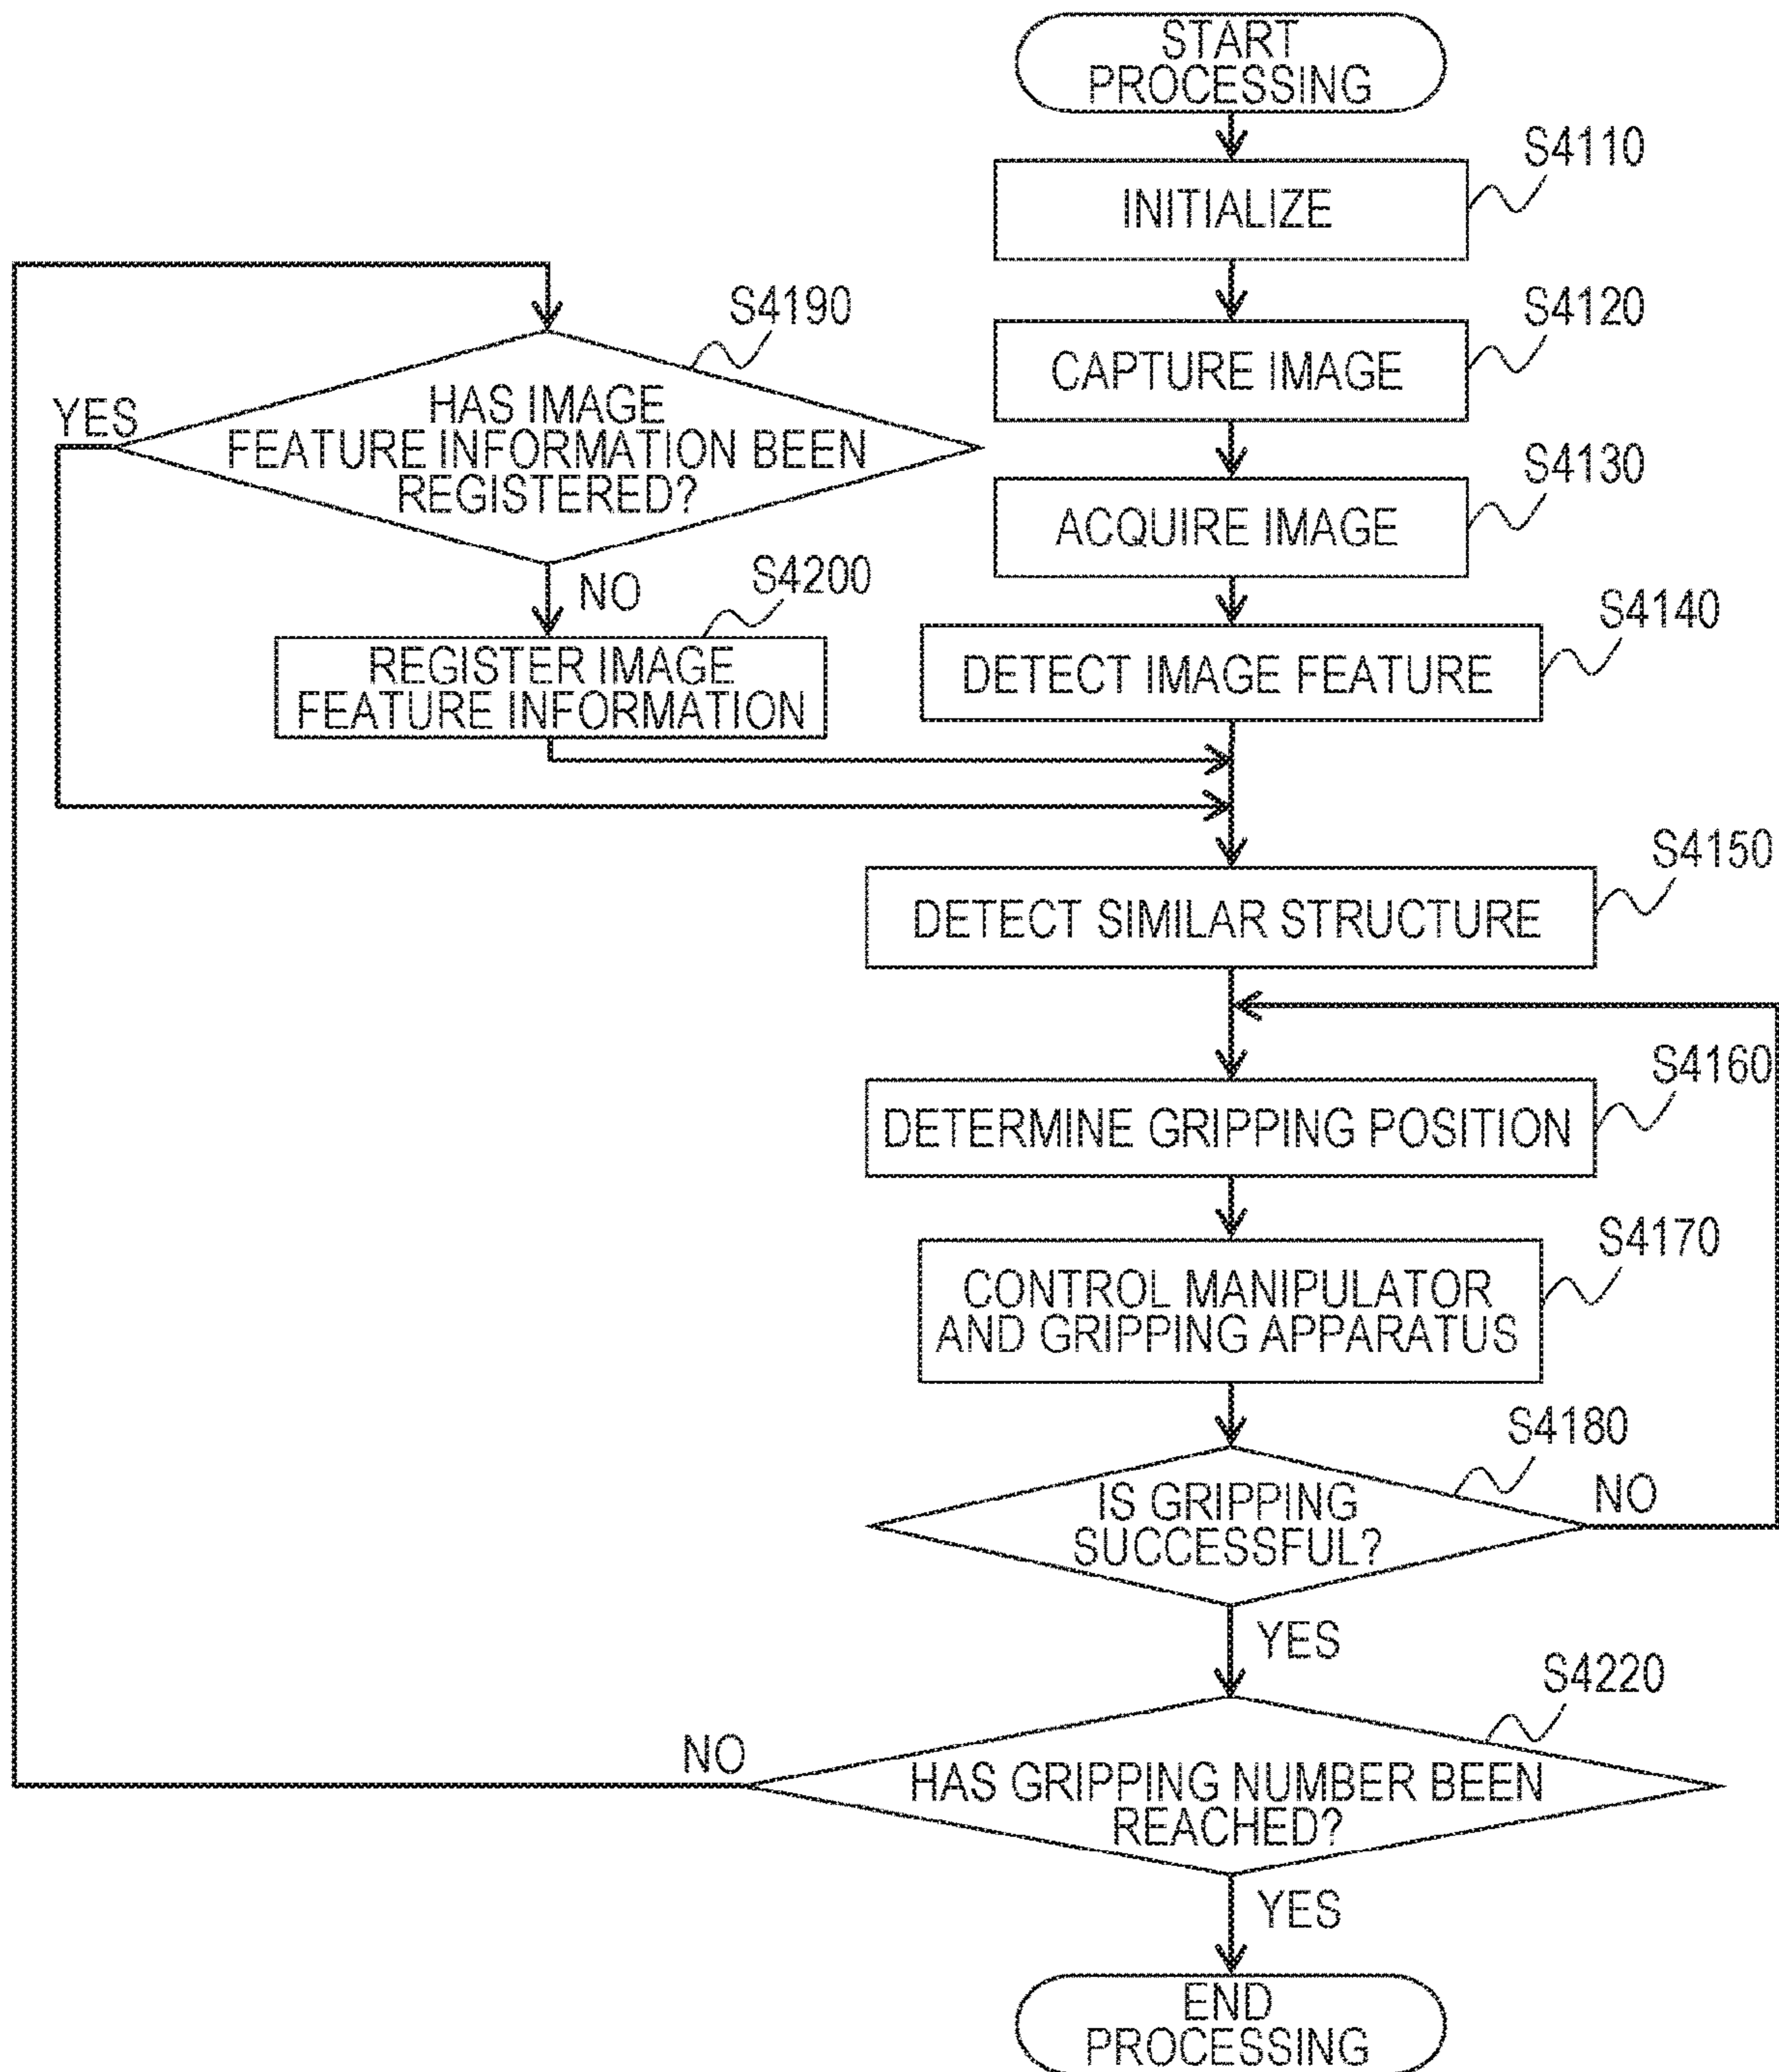 START
PROCESSING
S4110
INITIALIZE
S4120
CAPTURE IMAGE
S4130
ACQUIRE IMAGE
S4140
DETECT IMAGE FEATURE
S4190
HAS IMAGE
FEATURE INFORMATION BEEN
REGISTERED?
YES
NO
S4200
REGISTER IMAGE
FEATURE INFORMATION
S4150
DETECT SIMILAR STRUCTURE
S4160
DETERMINE GRIPPING POSITION
S4170
CONTROL MANIPULATOR
AND GRIPPING APPARATUS
S4180
IS GRIPPING
SUCCESSFUL?
NO
YES
S4220
HAS GRIPPING NUMBER BEEN
REACHED?
NO
YES
END
PROCESSING